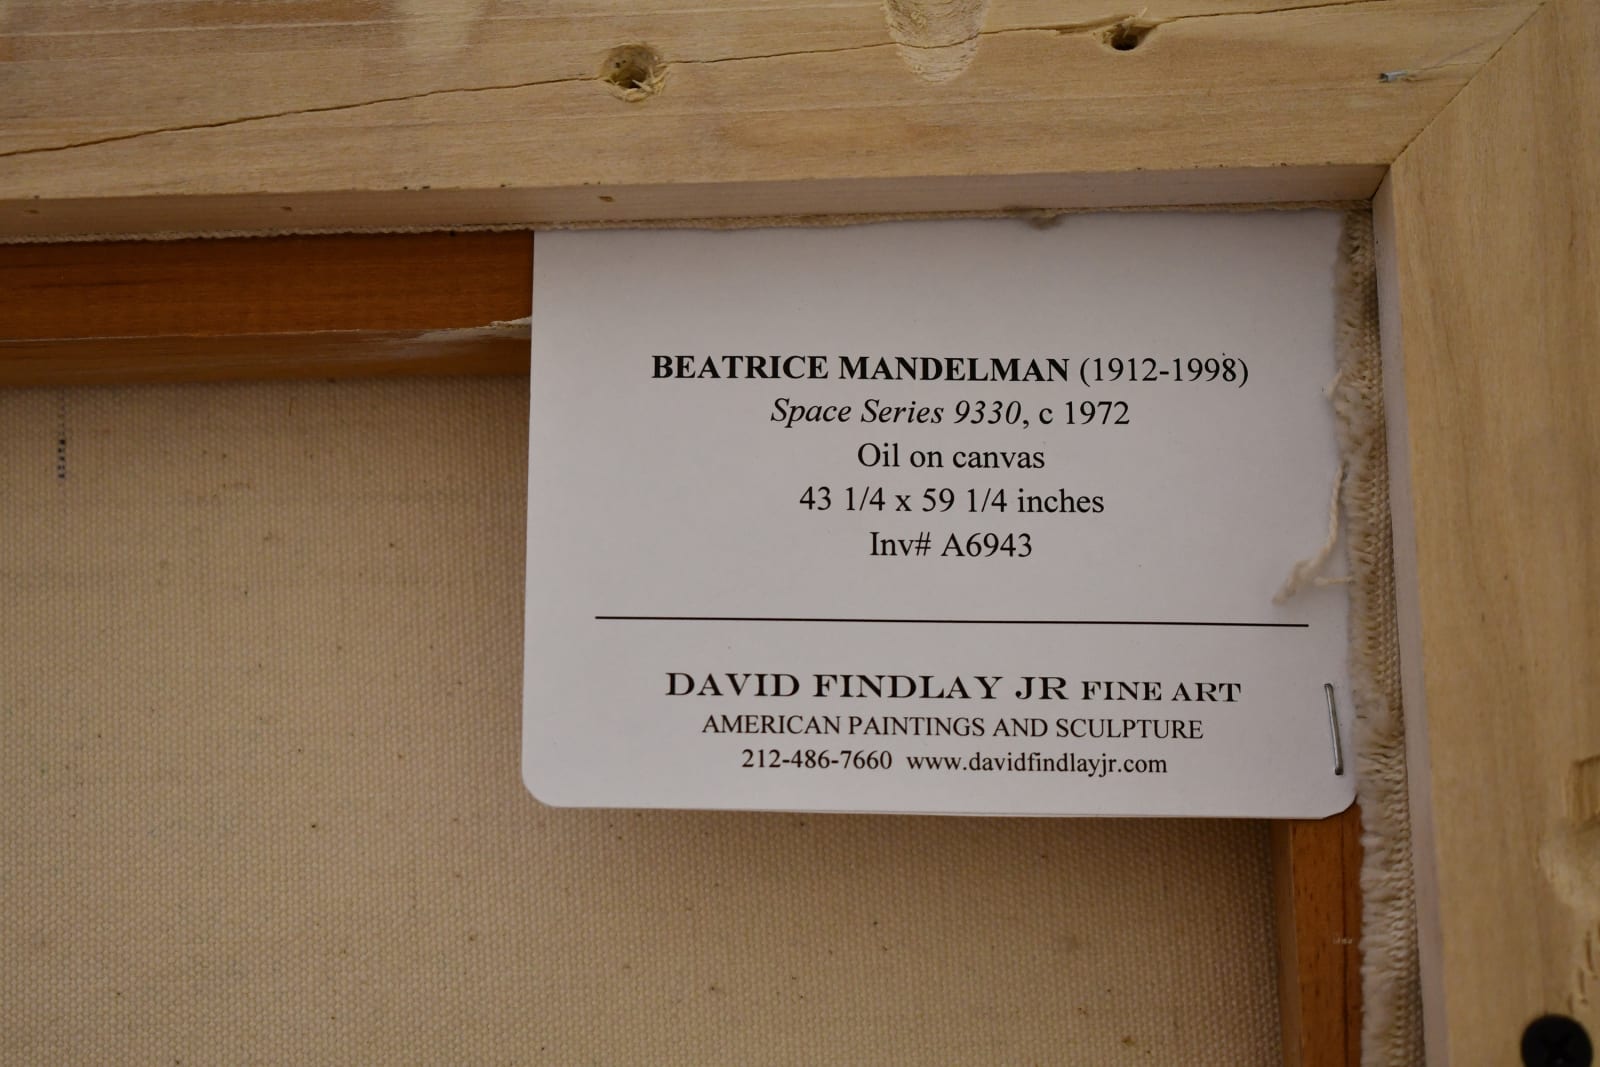 BEATRICE MANDELMAN (1912-1998)
Space Series 9330, c 1972
Oil on canvas
43 1/4 x 59 1/4 inches
Inv# A6943
DAVID FINDLAY JR FINE ART
AMERICAN PAINTINGS AND SCULPTURE
212-486-7660 www.davidfindlayjr.com